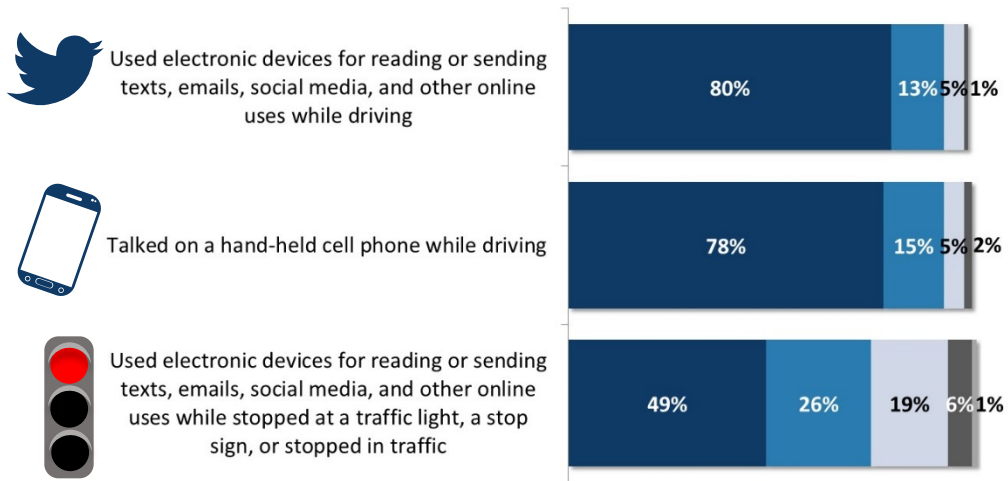 Used electronic devices for reading or sending
texts, emails, social media, and other online
uses while driving
80% 13% 5% 1%
Talked on a hand-held cell phone while driving
78% 15% 5% 2%
Used electronic devices for reading or sending
texts, emails, social media, and other online
uses while stopped at a traffic light, a stop
sign, or stopped in traffic
49% 26% 19% 6% 1%